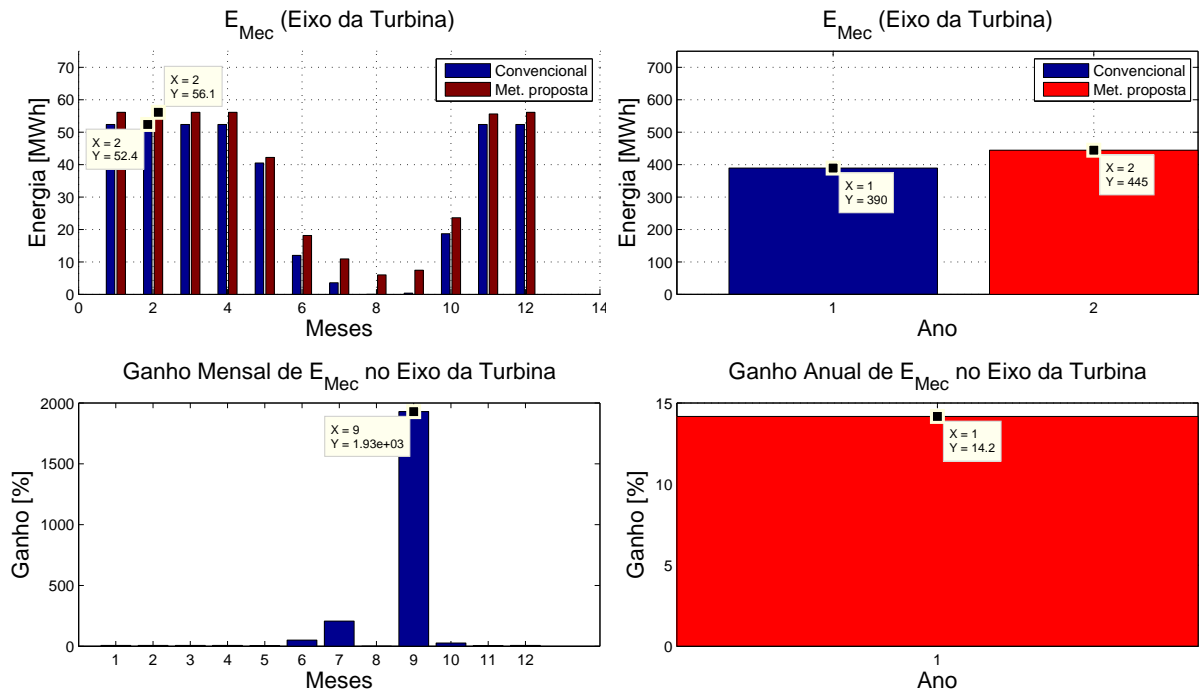 E_Mec (Eixo da Turbina)
70
60
50
40
30
20
10
0
Energia [MWh]
0 2 4 6 8 10 12 14
Meses
Convencional
Met. proposta
X = 2
Y = 56.1
X = 2
Y = 52.4
E_Mec (Eixo da Turbina)
700
600
500
400
300
200
100
0
Energia [MWh]
1 2
Ano
Convencional
Met. proposta
X = 1
Y = 390
X = 2
Y = 445
Ganho Mensal de E_Mec no Eixo da Turbina
2000
1500
1000
500
0
Ganho [%]
1 2 3 4 5 6 7 8 9 10 11 12
Meses
X = 9
Y = 1.93e+03
Ganho Anual de E_Mec no Eixo da Turbina
15
10
5
0
Ganho [%]
1
Ano
X = 1
Y = 14.2